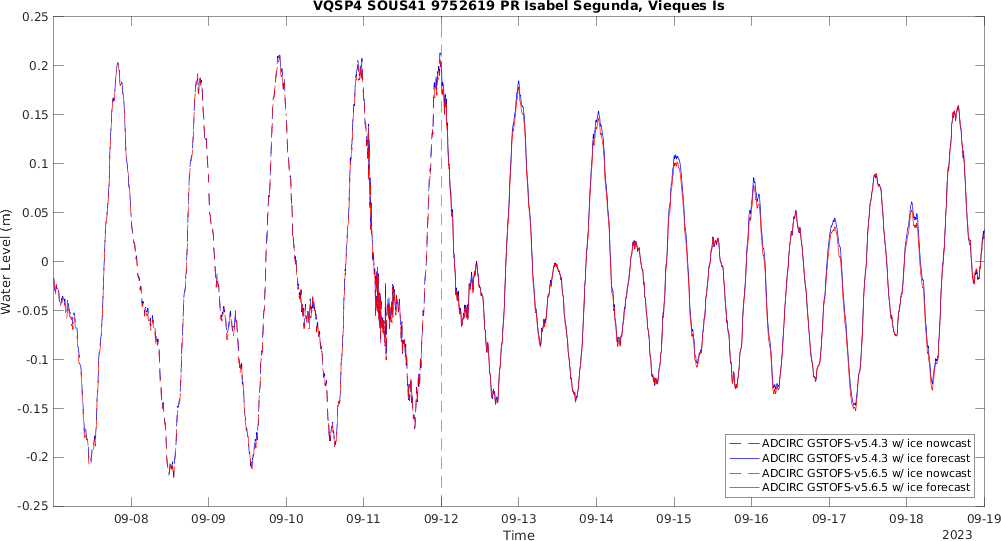 VQSP4 SOUS41 9752619 PR Isabel Segunda, Vieques Is
0.25
0.2
0.15
0.1
0.05
0
-0.05
-0.1
-0.15
-0.2
-0.25
Water Level (m)
ADCIRC GSTOFS-v5.4.3 w/ ice nowcast
ADCIRC GSTOFS-v5.4.3 w/ ice forecast
ADCIRC GSTOFS-v5.6.5 w/ ice nowcast
ADCIRC GSTOFS-v5.6.5 w/ ice forecast
09-08 09-09 09-10 09-11 09-12 09-13 09-14 09-15 09-16 09-17 09-18 09-19
Time
2023